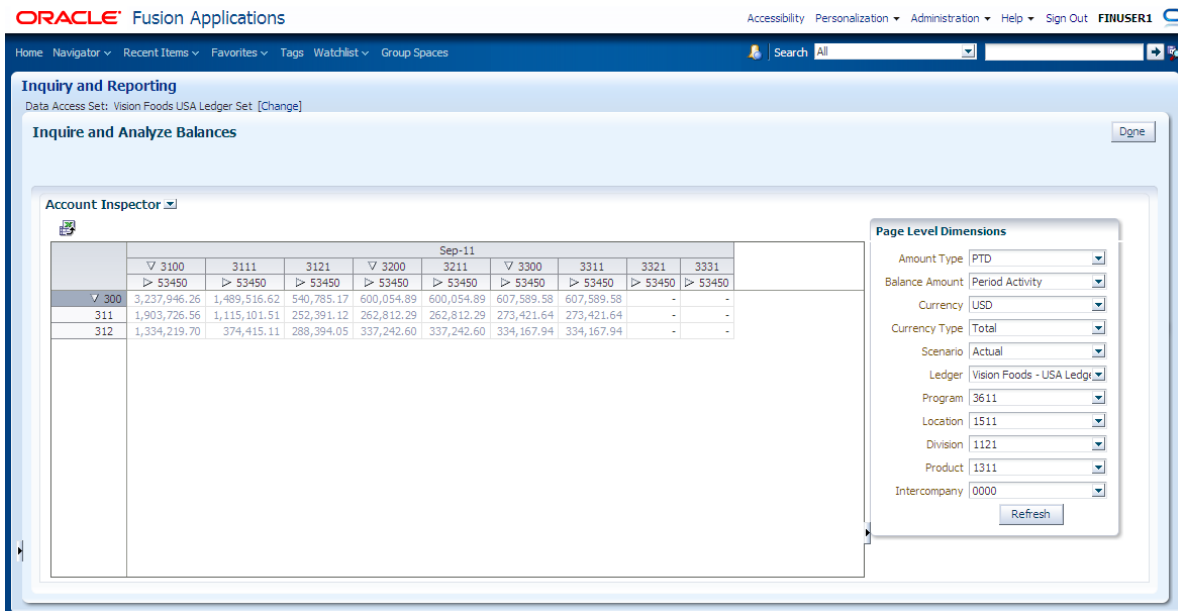 ORACLE Fusion Applications
Accessibility Personalization Administration Help Sign Out FINUSER1
Home Navigator Recent Items Favorites Tags Watchlist Group Spaces Search All
Inquiry and Reporting
Data Access Set: Vision Foods USA Ledger Set [Change]
Inquire and Analyze Balances Done
Account Inspector
Sep-11
3100 3111 3121 3200 3211 3300 3311 3321 3331
53450 53450 53450 53450 53450 53450 53450 53450 53450
300 3,237,946.26 1,489,516.62 540,785.17 600,054.89 600,054.89 607,589.58 607,589.58 - -
311 1,903,726.56 1,115,101.51 252,391.12 262,812.29 262,812.29 273,421.64 273,421.64 - -
312 1,334,219.70 374,415.11 288,394.05 337,242.60 337,242.60 334,167.94 334,167.94 - -
Page Level Dimensions
Amount Type PTD
Balance Amount Period Activity
Currency USD
Currency Type Total
Scenario Actual
Ledger Vision Foods - USA Ledge
Program 3611
Location 1511
Division 1121
Product 1311
Intercompany 0000
Refresh